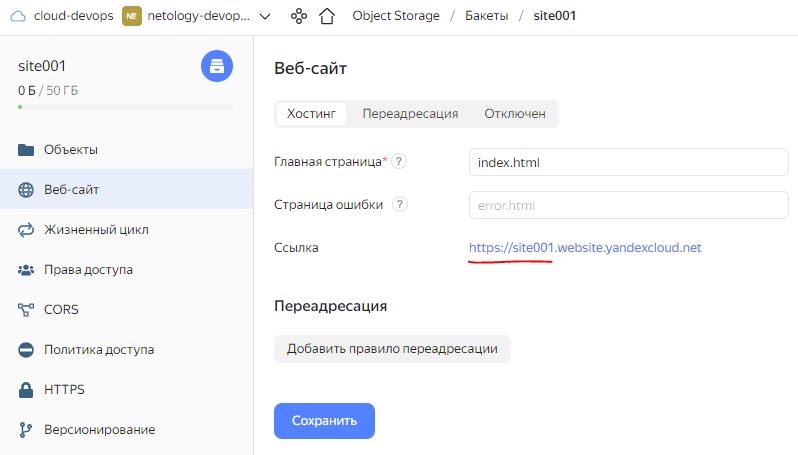 cloud-devops NE netology-devop... Object Storage / Бакеты / site001
site001
0 Б / 50 ГБ
Объекты
Веб-сайт
Жизненный цикл
Права доступа
CORS
Политика доступа
HTTPS
Версионирование
Веб-сайт
Хостинг Переадресация Отключен
Главная страница* ? index.html
Страница ошибки ? error.html
Ссылка https://site001.website.yandexcloud.net
Переадресация
Добавить правило переадресации
Сохранить